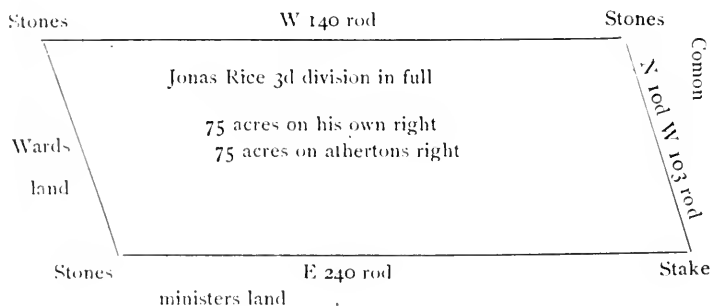 Stones W 140 rod Stones
Comon
Jonas Rice 3d division in full
N 10d W 103 rod
75 acres on his own right
75 acres on athertons right
Wards
land
Stones E 240 rod Stake
ministers land